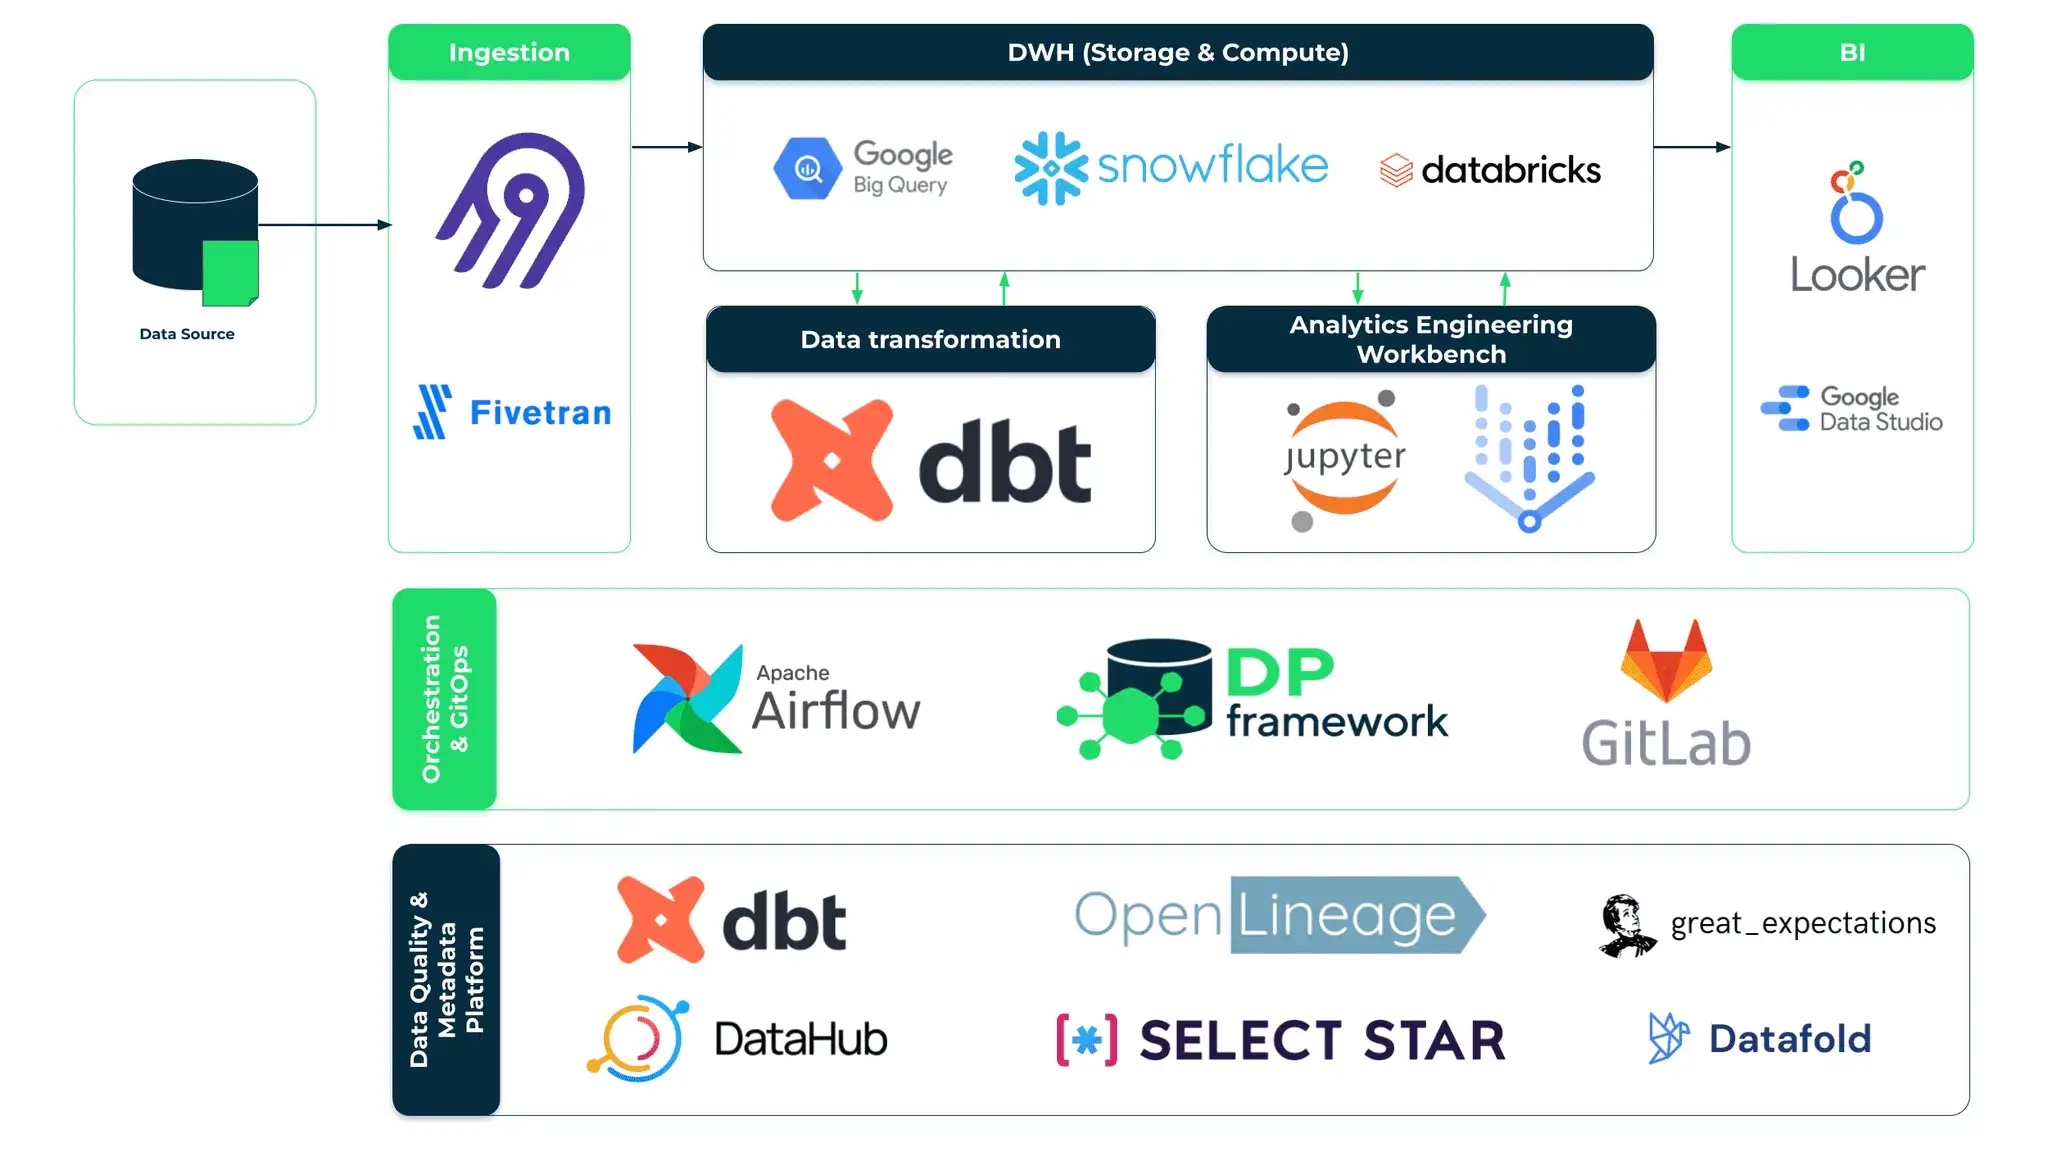 Ingestion
DWH (Storage & Compute)
BI
Data Source
Fivetran
Google
Big Query
snowflake
databricks
Looker
Google
Data Studio
Data transformation
dbt
Analytics Engineering
Workbench
jupyter
Orchestration
& GitOps
Apache
Airflow
DP
framework
GitLab
Data Quality &
Metadata
Platform
dbt
Open Lineage
great_expectations
DataHub
[*] SELECT STAR
Datafold